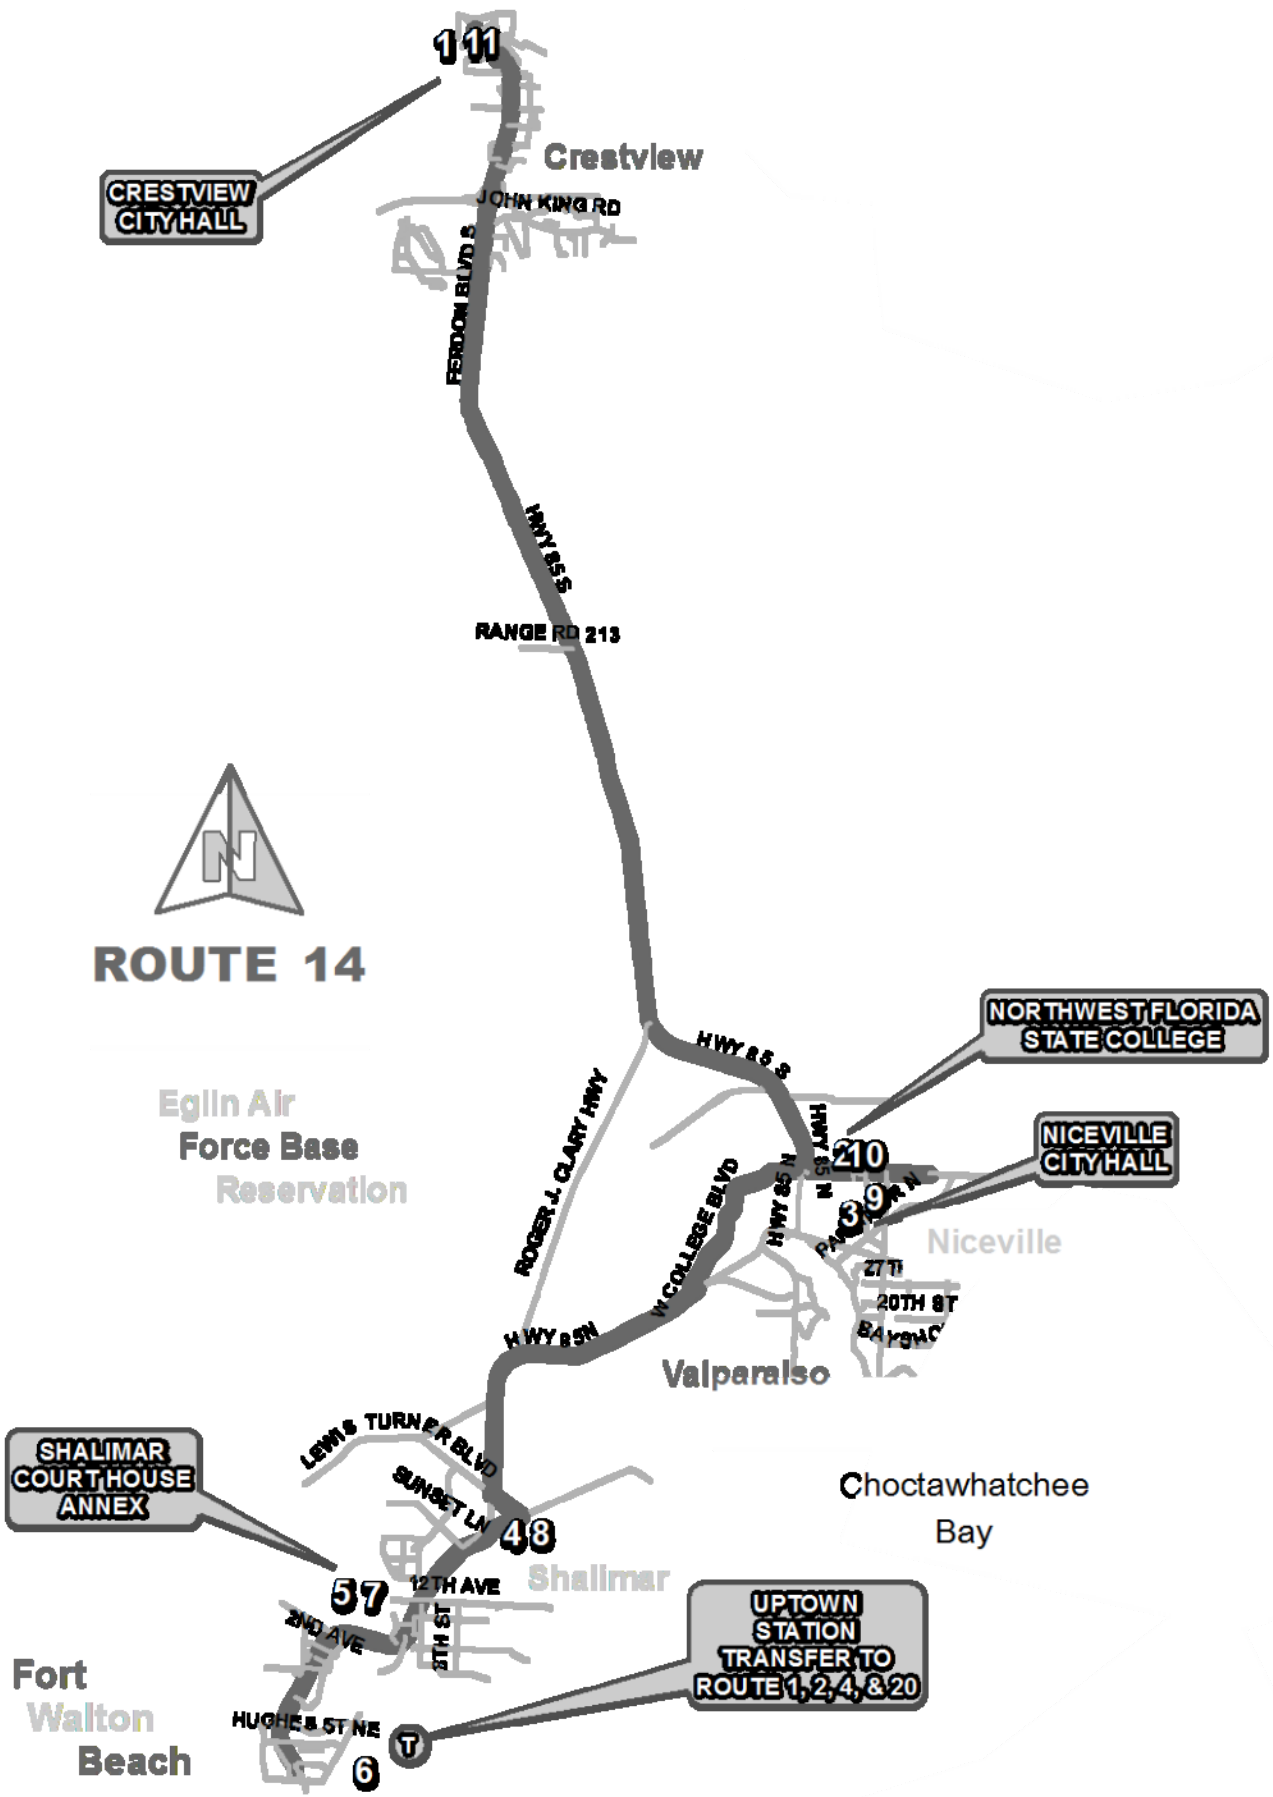 1 11
Crestview
CRESTVIEW
CITY HALL
JOHN KING RD
FERDON BLVD S
HWY 85 S
RANGE RD 213
N
ROUTE 14
NORTHWEST FLORIDA
STATE COLLEGE
HWY 85 S
ROGER J. CLARY HWY
Eglin Air
Force Base
Reservation
HWY 85 N
2 10
NICEVILLE
CITY HALL
W COLLEGE BLVD
HWY 85 N
3 9
Niceville
20TH ST
HWY 85N
Valparaiso
LEWIS TURNER BLVD
SHALIMAR
COURT HOUSE
ANNEX
SUNSET LN
Choctawhatchee
Bay
4 8
Shalimar
5 7
12TH AVE
2ND AVE
8TH ST
UPTOWN
STATION
TRANSFER TO
ROUTE 1, 2, 4, & 20
Fort
Walton
Beach
HUGHES ST NE
T
6